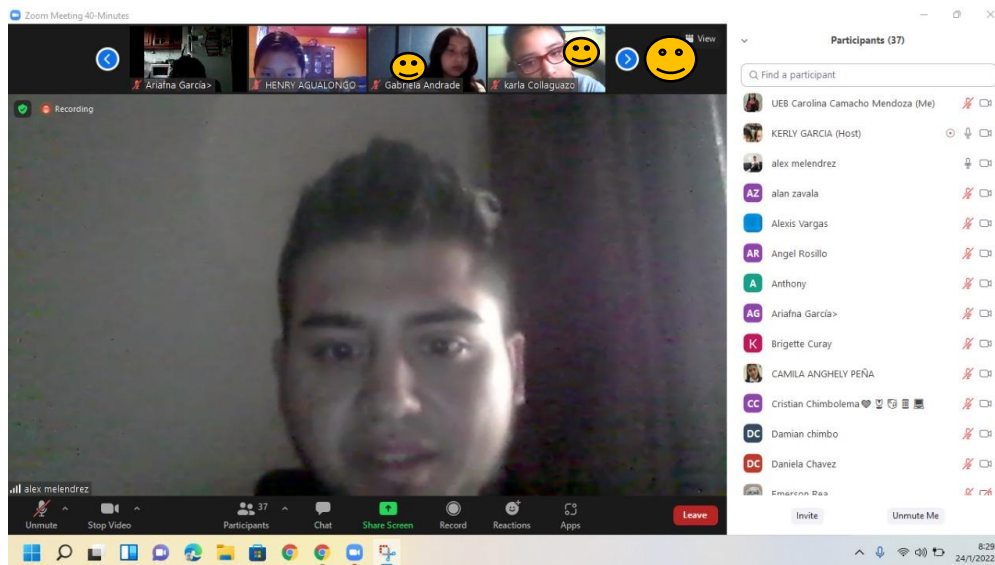 Zoom Meeting 40-Minutes
View
Ariafna García>
HENRY AGUALONGO
Gabriela Andrade
karla Collaguazo
Recording
alex melendrez
Participants (37)
Find a participant
UEB Carolina Camacho Mendoza (Me)
KERLY GARCIA (Host)
alex melendrez
AZ alan zavala
Alexis Vargas
AR Angel Rosillo
A Anthony
AG Ariafna García>
K Brigette Curay
CAMILA ANGHELY PEÑA
CC Cristian Chimbolema
DC Damian chimbo
DC Daniela Chavez
Emerson Rea
Invite
Unmute Me
Unmute
Stop Video
37
Participants
Chat
Share Screen
Record
Reactions
Apps
Leave
8:29
24/1/2022